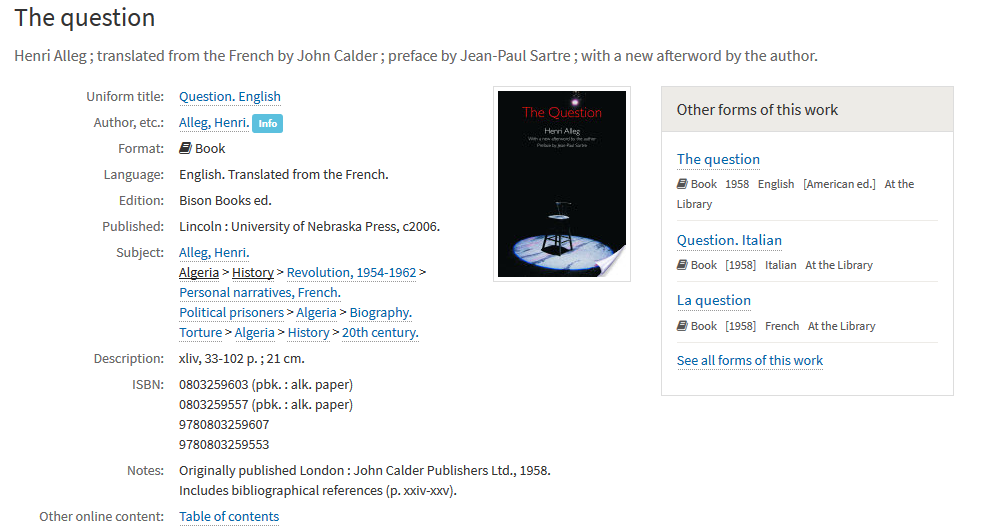 The question
Henri Alleg ; translated from the French by John Calder ; preface by Jean-Paul Sartre ; with a new afterword by the author.
Uniform title: Question. English
Author, etc.: Alleg, Henri. Info
Format: Book
Language: English. Translated from the French.
Edition: Bison Books ed.
Published: Lincoln : University of Nebraska Press, c2006.
Subject: Alleg, Henri.
Algeria > History > Revolution, 1954-1962 >
Personal narratives, French.
Political prisoners > Algeria > Biography.
Torture > Algeria > History > 20th century.
Description: xliv, 33-102 p. ; 21 cm.
ISBN: 0803259603 (pbk. : alk. paper)
0803259557 (pbk. : alk. paper)
9780803259607
9780803259553
Notes: Originally published London : John Calder Publishers Ltd., 1958.
Includes bibliographical references (p. xxiv-xxv).
Other online content: Table of contents
The Question
Henri Alleg
With a new afterword by the author
Preface by Jean-Paul Sartre
Other forms of this work
The question
Book 1958 English [American ed.] At the
Library
Question. Italian
Book [1958] Italian At the Library
La question
Book [1958] French At the Library
See all forms of this work